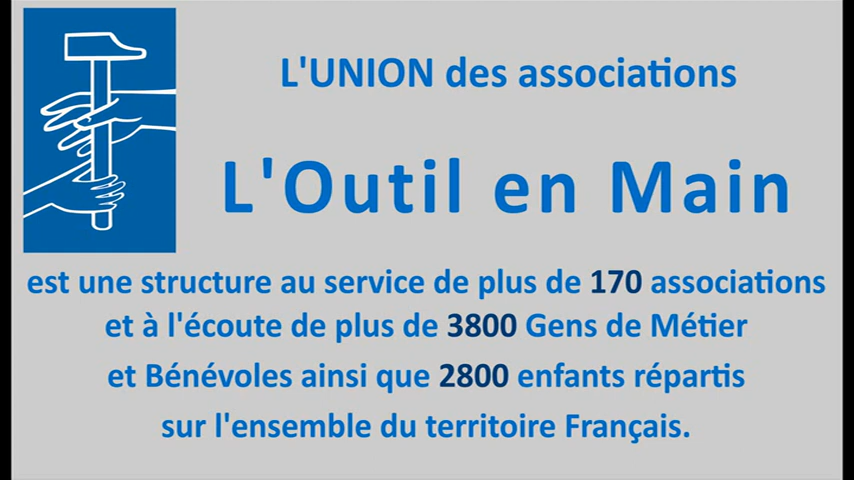 L'UNION des associations
L'Outil en Main
est une structure au service de plus de 170 associations
et à l'écoute de plus de 3800 Gens de Métier
et Bénévoles ainsi que 2800 enfants répartis
sur l'ensemble du territoire Français.